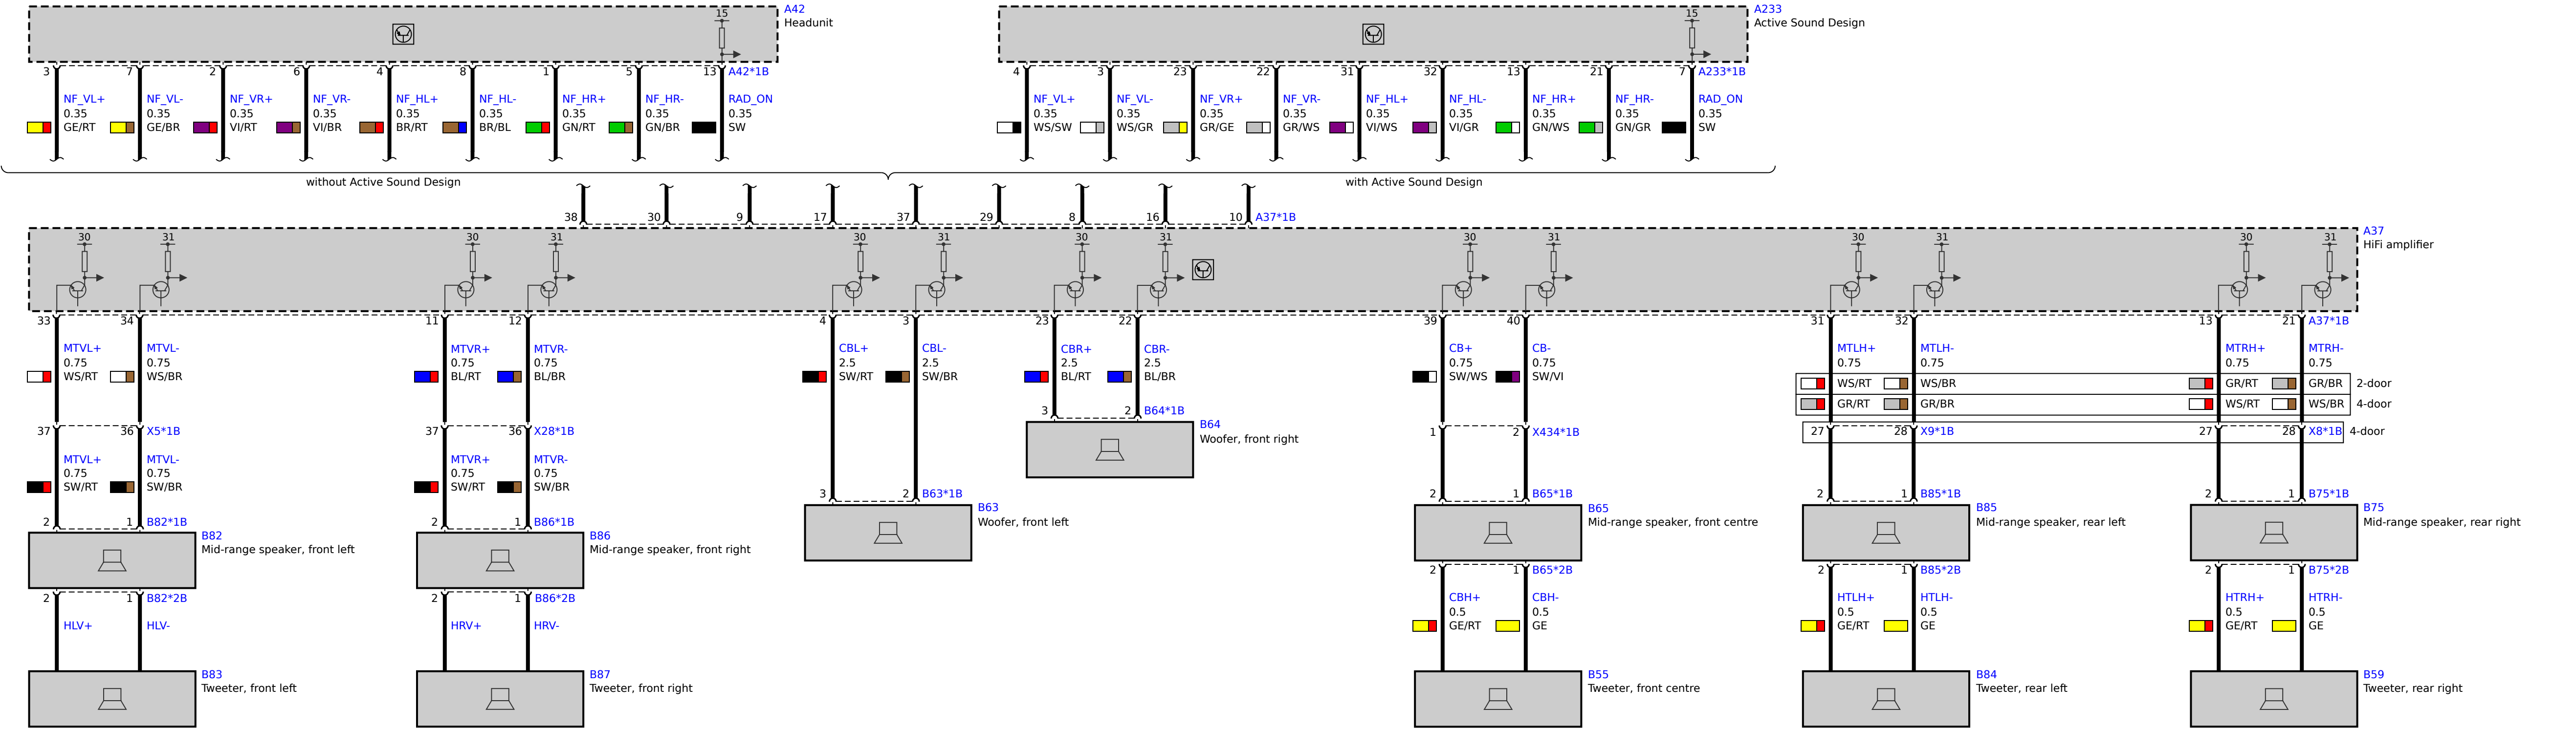 15 A42 15 A233
Headunit Active Sound Design
3 7 2 6 4 8 1 5 13 A42*1B 4 3 23 22 31 32 13 21 7 A233*1B
NF_VL+ NF_VL- NF_VR+ NF_VR- NF_HL+ NF_HL- NF_HR+ NF_HR- RAD_ON NF_VL+ NF_VL- NF_VR+ NF_VR- NF_HL+ NF_HL- NF_HR+ NF_HR- RAD_ON
0.35 0.35 0.35 0.35 0.35 0.35 0.35 0.35 0.35 0.35 0.35 0.35 0.35 0.35 0.35 0.35 0.35 0.35
GE/RT GE/BR VI/RT VI/BR BR/RT BR/BL GN/RT GN/BR SW WS/SW WS/GR GR/GE GR/WS VI/WS VI/GR GN/WS GN/GR SW
without Active Sound Design with Active Sound Design
38 30 9 17 37 29 8 16 10 A37*1B
30 31 30 31 30 31 30 31 30 31 30 31 30 31 A37
HiFi amplifier
33 34 11 12 4 3 23 22 39 40 31 32 13 21 A37*1B
MTVL+ MTVL- MTVR+ MTVR- CBL+ CBL- CBR+ CBR- CB+ CB- MTLH+ MTLH- MTRH+ MTRH-
0.75 0.75 0.75 0.75 2.5 2.5 2.5 2.5 0.75 0.75 0.75 0.75 0.75 0.75
WS/RT WS/BR BL/RT BL/BR SW/RT SW/BR BL/RT BL/BR SW/WS SW/VI
WS/RT WS/BR GR/RT GR/BR 2-door
GR/RT GR/BR WS/RT WS/BR 4-door
3 2 B64*1B
B64
Woofer, front right
37 36 X5*1B 37 36 X28*1B 1 2 X434*1B 27 28 X9*1B 27 28 X8*1B 4-door
MTVL+ MTVL- MTVR+ MTVR-
0.75 0.75 0.75 0.75
SW/RT SW/BR SW/RT SW/BR
3 2 B63*1B 2 1 B65*1B 2 1 B85*1B 2 1 B75*1B
B63 B65 B85 B75
Woofer, front left Mid-range speaker, front centre Mid-range speaker, rear left Mid-range speaker, rear right
2 1 B82*1B 2 1 B86*1B
B82 B86
Mid-range speaker, front left Mid-range speaker, front right
2 1 B65*2B 2 1 B85*2B 2 1 B75*2B
2 1 B82*2B 2 1 B86*2B
CBH+ CBH- HTLH+ HTLH- HTRH+ HTRH-
0.5 0.5 0.5 0.5 0.5 0.5
HLV+ HLV- HRV+ HRV- GE/RT GE GE/RT GE GE/RT GE
B83 B87 B55 B84 B59
Tweeter, front left Tweeter, front right Tweeter, front centre Tweeter, rear left Tweeter, rear right